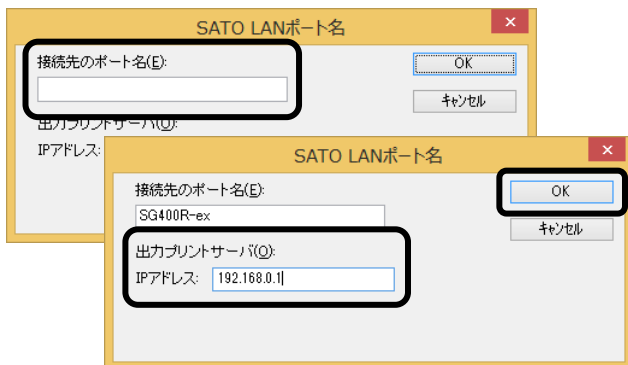 SATO LANポート名
接続先のポート名(E):
OK
キャンセル
出力プリントサーバ(O):
IPアドレス:
SATO LANポート名
接続先のポート名(E):
OK
SG400R-ex
キャンセル
出力プリントサーバ(O):
IPアドレス: 192.168.0.1